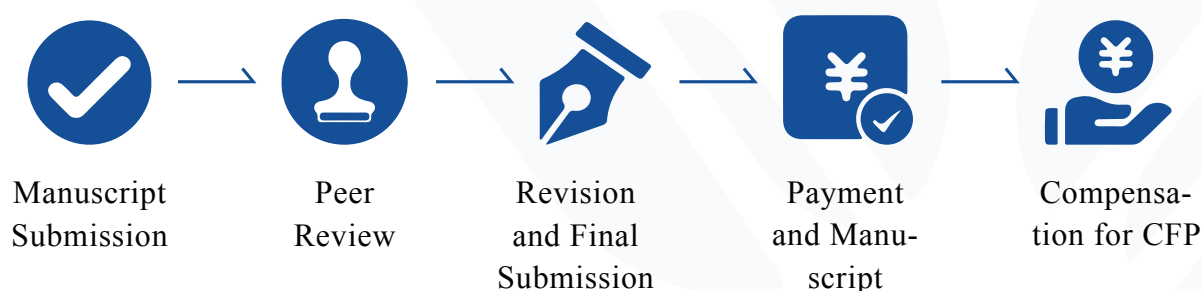 ¥
¥
Manuscript
Submission
Peer
Review
Revision
and Final
Submission
Payment
and Manu-
script
Compensa-
tion for CFP